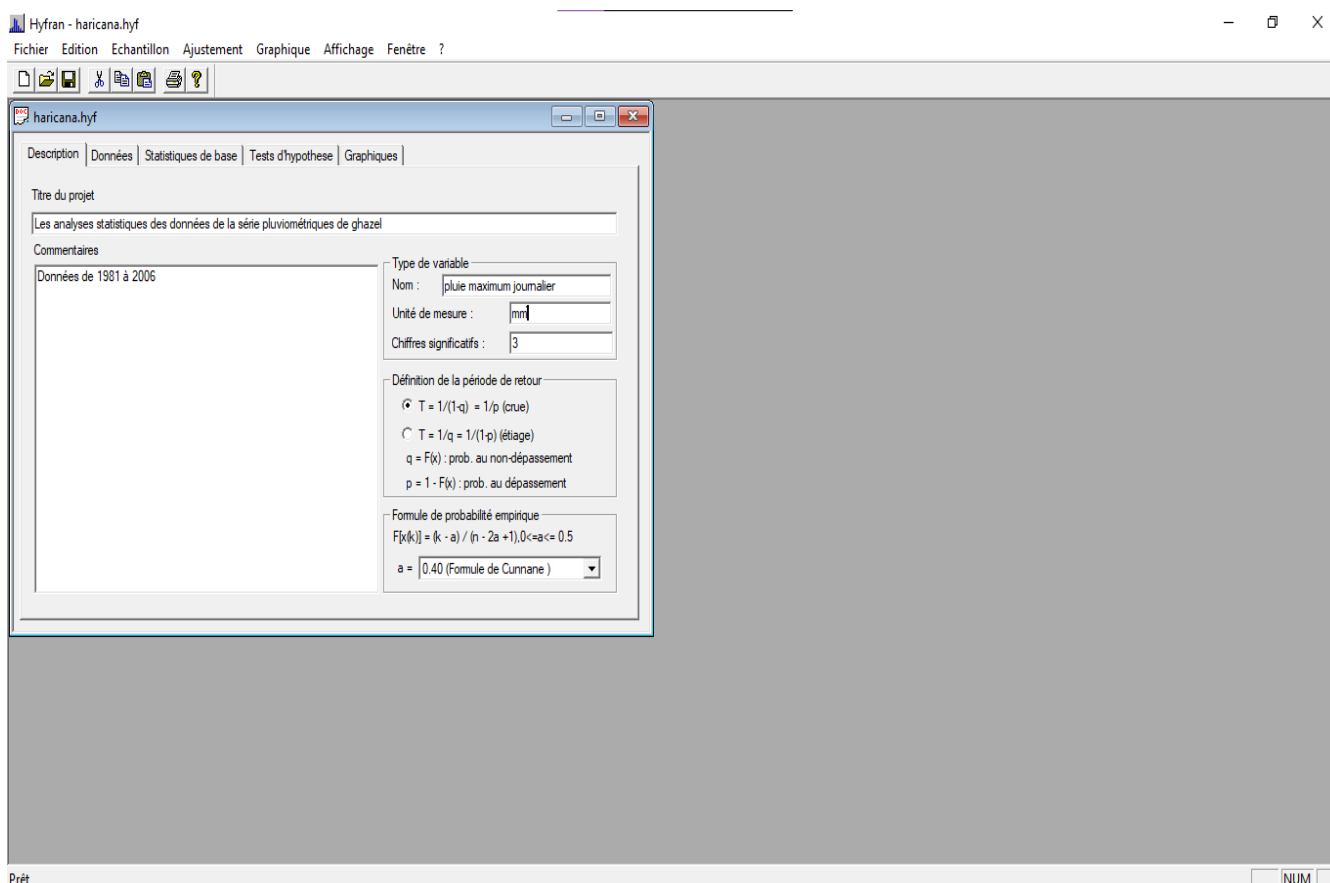 Hyfran - haricana.hyf
Fichier Edition Echantillon Ajustement Graphique Affichage Fenêtre ?
haricana.hyf
Description Données Statistiques de base Tests d'hypothese Graphiques
Titre du projet
Les analyses statistiques des données de la série pluviométriques de ghazel
Commentaires
Données de 1981 à 2006
Type de variable
Nom : pluie maximum journalier
Unité de mesure : mm
Chiffres significatifs : 3
Définition de la période de retour
T = 1/(1-q) = 1/p (crue)
T = 1/q = 1/(1-p) (étiage)
q = F(x) : prob. au non-dépassement
p = 1 - F(x) : prob. au dépassement
Formule de probabilité empirique
F[x(k)] = (k - a) / (n - 2a +1),0<=a<= 0.5
a = 0.40 (Formule de Cunnane )
Prêt
NUM